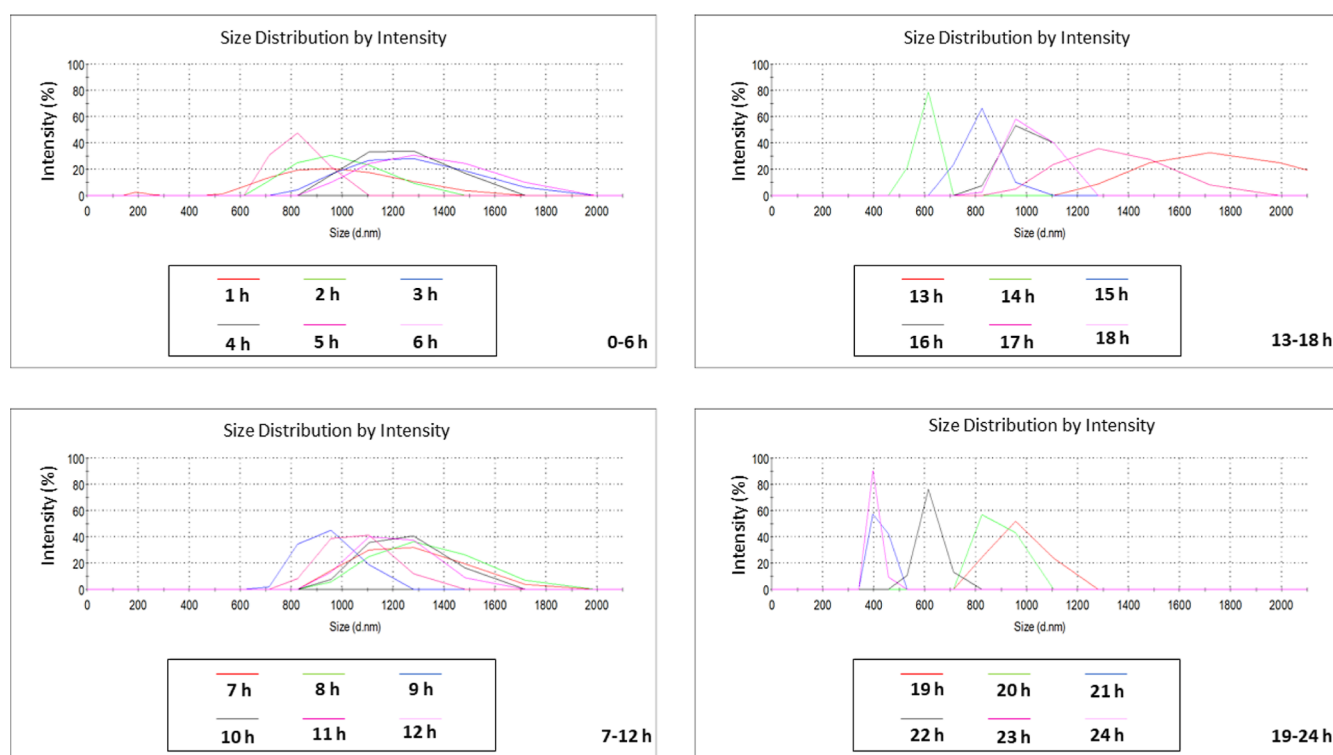 Size Distribution by Intensity
Intensity (%)
100
80
60
40
20
0
0 200 400 600 800 1000 1200 1400 1600 1800 2000
Size (d.nm)
1 h 2 h 3 h
4 h 5 h 6 h
0-6 h
Size Distribution by Intensity
Intensity (%)
100
80
60
40
20
0
0 200 400 600 800 1000 1200 1400 1600 1800 2000
Size (d.nm)
13 h 14 h 15 h
16 h 17 h 18 h
13-18 h
Size Distribution by Intensity
Intensity (%)
100
80
60
40
20
0
0 200 400 600 800 1000 1200 1400 1600 1800 2000
Size (d.nm)
7 h 8 h 9 h
10 h 11 h 12 h
7-12 h
Size Distribution by Intensity
Intensity (%)
100
80
60
40
20
0
0 200 400 600 800 1000 1200 1400 1600 1800 2000
Size (d.nm)
19 h 20 h 21 h
22 h 23 h 24 h
19-24 h